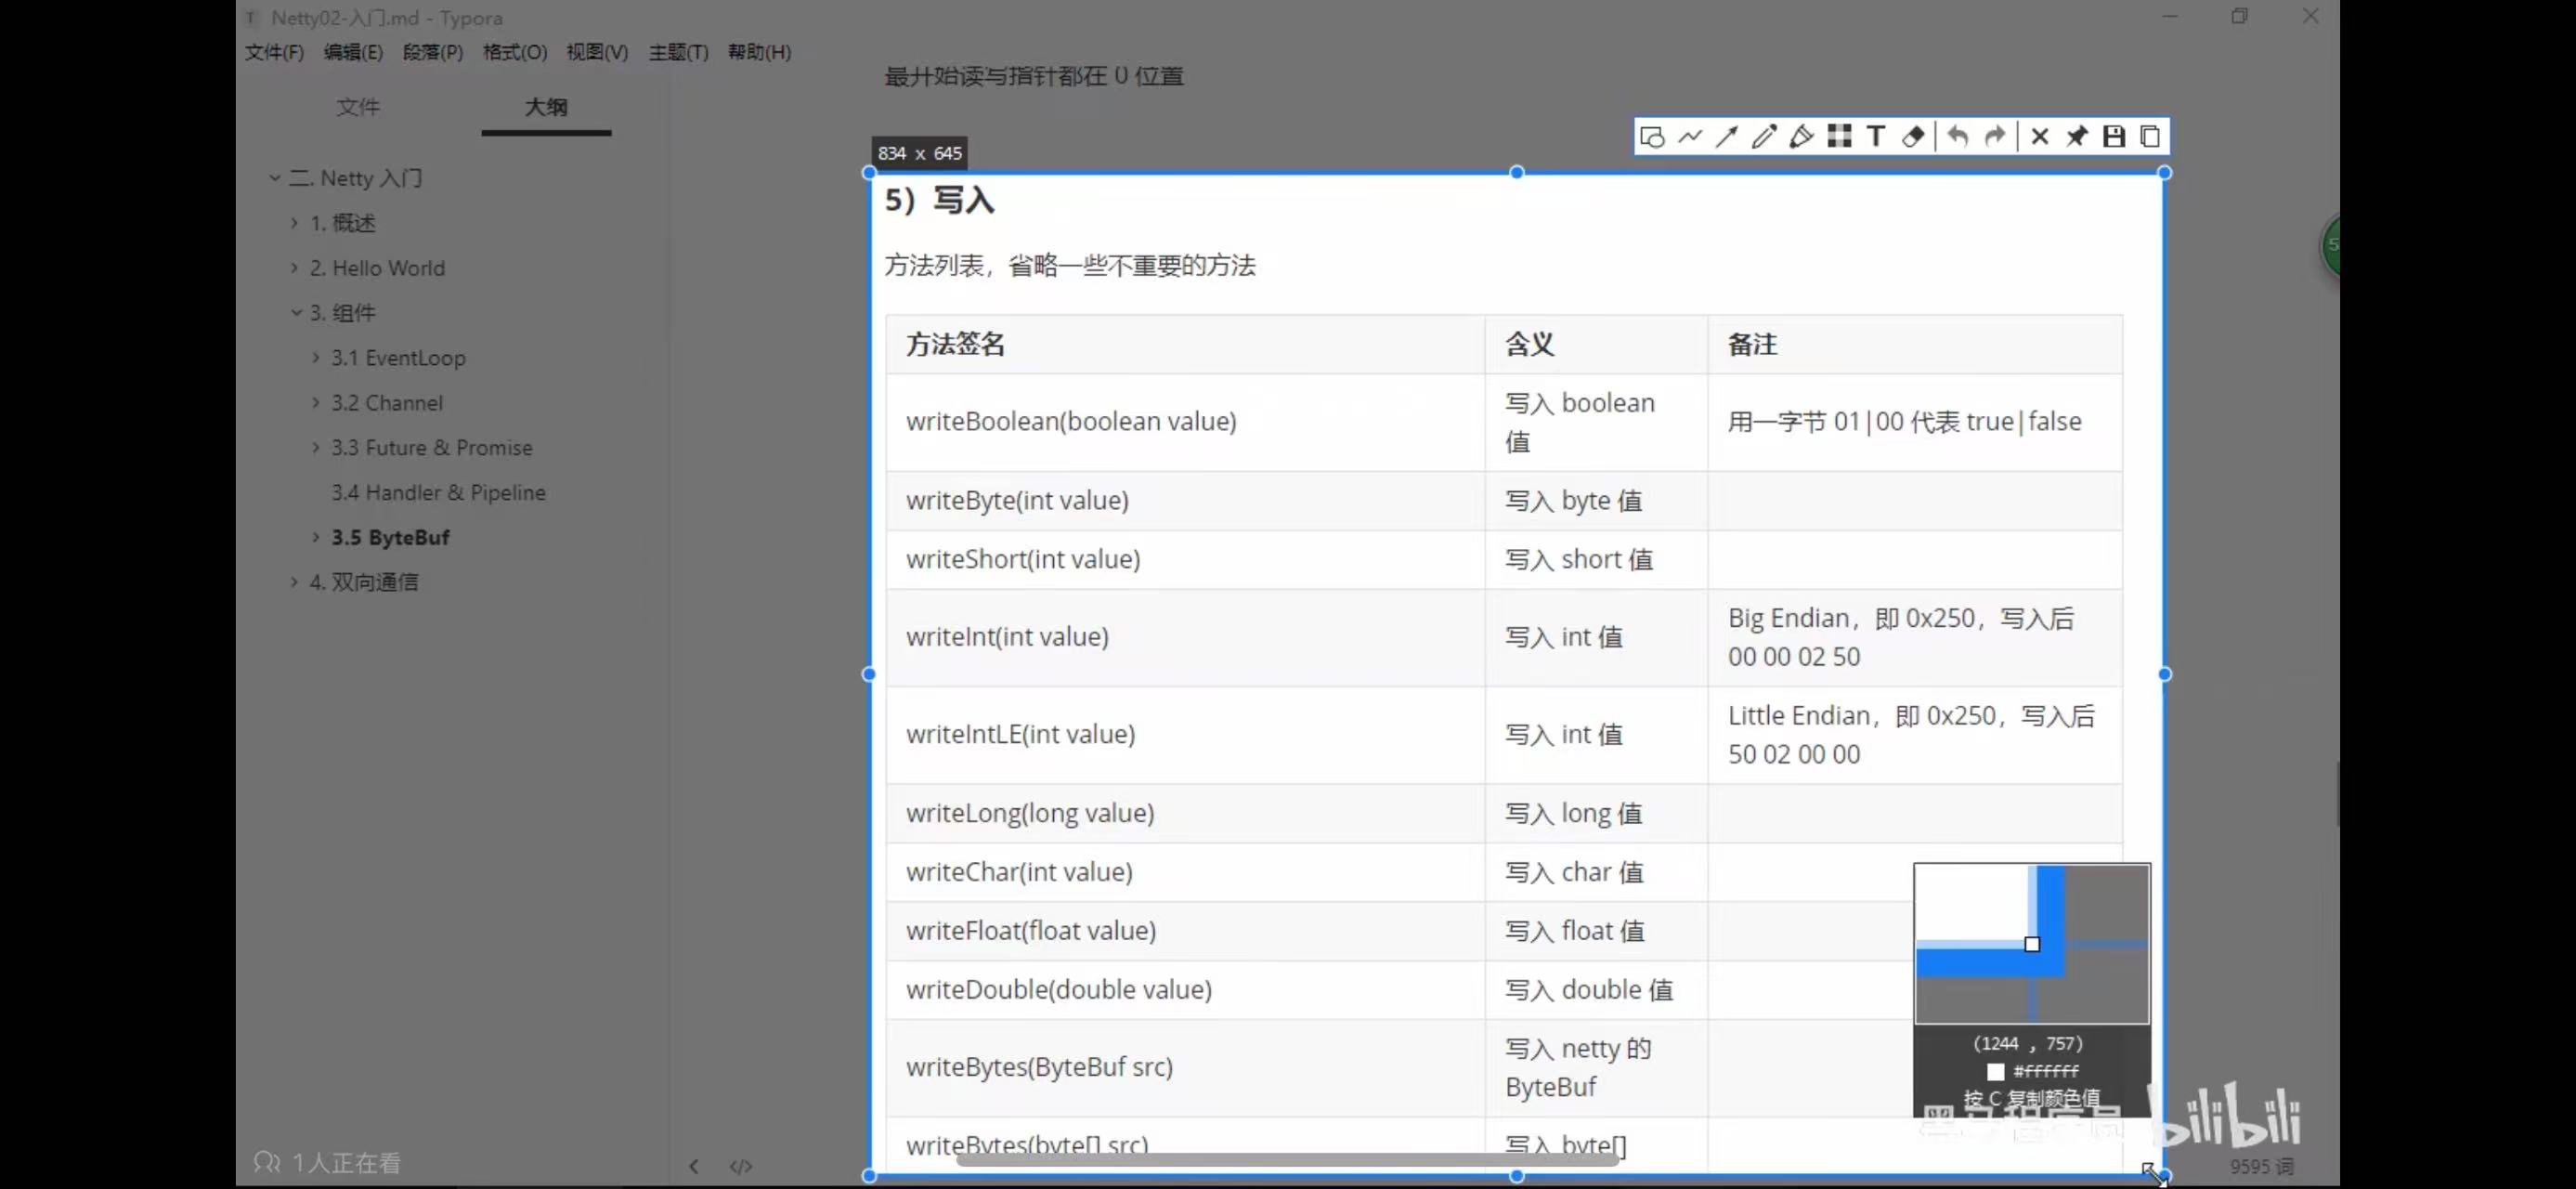 Netty02-入门.md - Typora
文件(F) 编辑(E) 段落(P) 格式(O) 视图(V) 主题(T) 帮助(H)
文件 大纲
二. Netty 入门
1. 概述
2. Hello World
3. 组件
3.1 EventLoop
3.2 Channel
3.3 Future & Promise
3.4 Handler & Pipeline
3.5 ByteBuf
4. 双向通信
1人正在看
最开始读写指针都在 0 位置
834 x 645
5）写入
方法列表，省略一些不重要的方法
方法签名 含义 备注
writeBoolean(boolean value) 写入 boolean 值 用一字节 01|00 代表 true|false
writeByte(int value) 写入 byte 值
writeShort(int value) 写入 short 值
writeInt(int value) 写入 int 值 Big Endian，即 0x250，写入后
00 00 02 50
writeIntLE(int value) 写入 int 值 Little Endian，即 0x250，写入后
50 02 00 00
writeLong(long value) 写入 long 值
writeChar(int value) 写入 char 值
writeFloat(float value) 写入 float 值
writeDouble(double value) 写入 double 值
writeBytes(ByteBuf src) 写入 netty 的
ByteBuf
writeBytes(byte[] src) 写入 byte[]
(1244 , 757)
#ffffff
按 C 复制颜色值
黑马程序员 bilibili
9595 词
5